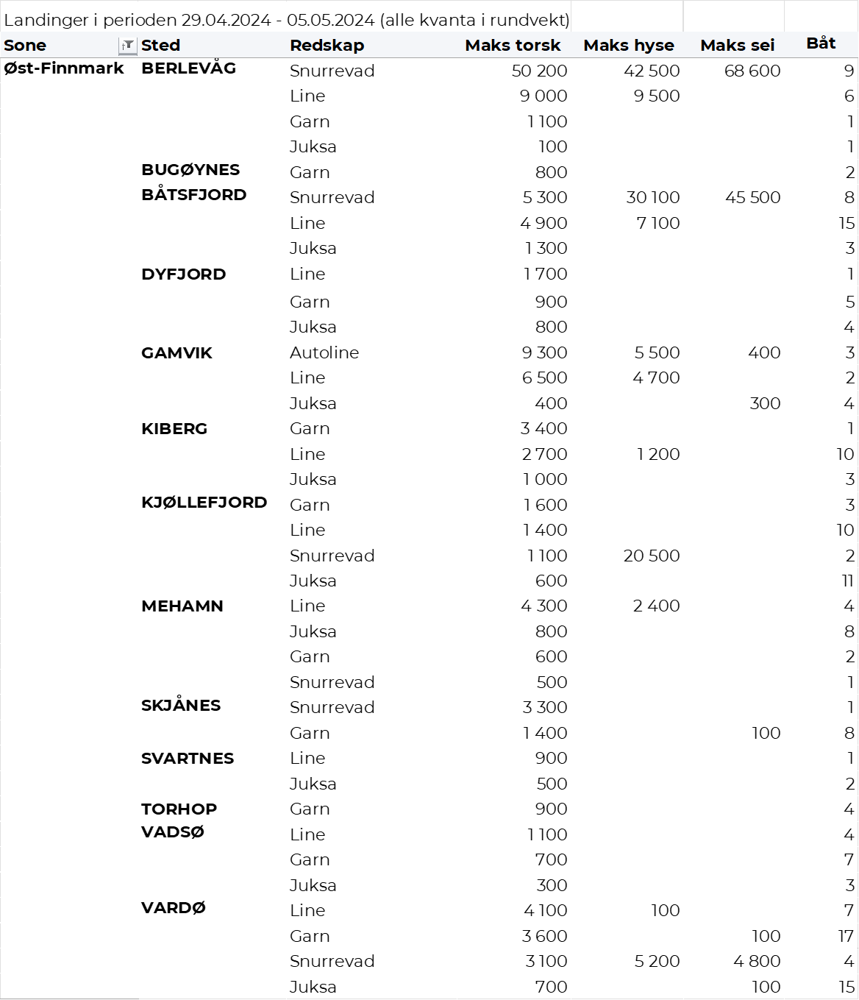 Landinger i perioden 29.04.2024 - 05.05.2024 (alle kvanta i rundvekt)
Sone Sted Redskap Maks torsk Maks hyse Maks sei Båt
Øst-Finnmark BERLEVÅG Snurrevad 50 200 42 500 68 600 9
Line 9 000 9 500 6
Garn 1 100 1
Juksa 100 1
BUGØYNES Garn 800 2
BÅTSFJORD Snurrevad 5 300 30 100 45 500 8
Line 4 900 7 100 15
Juksa 1 300 3
DYFJORD Line 1 700 1
Garn 900 5
Juksa 800 4
GAMVIK Autoline 9 300 5 500 400 3
Line 6 500 4 700 2
Juksa 400 300 4
KIBERG Garn 3 400 1
Line 2 700 1 200 10
Juksa 1 000 3
KJØLLEFJORD Garn 1 600 3
Line 1 400 10
Snurrevad 1 100 20 500 2
Juksa 600 11
MEHAMN Line 4 300 2 400 4
Juksa 800 8
Garn 600 2
Snurrevad 500 1
SKJÅNES Snurrevad 3 300 1
Garn 1 400 100 8
SVARTNES Line 900 1
Juksa 500 2
TORHOP Garn 900 4
VADSØ Line 1 100 4
Garn 700 7
Juksa 300 3
VARDØ Line 4 100 100 7
Garn 3 600 100 17
Snurrevad 3 100 5 200 4 800 4
Juksa 700 100 15